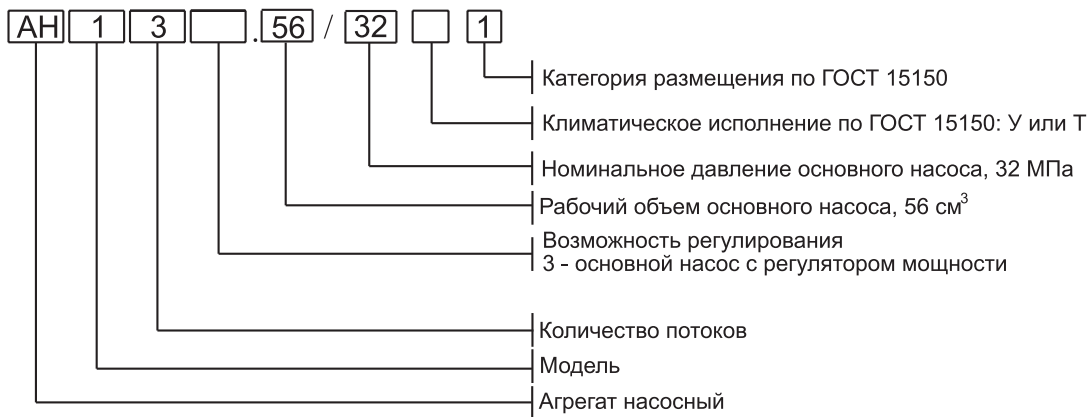 АН 1 3 . 56 / 32 1
Категория размещения по ГОСТ 15150
Климатическое исполнение по ГОСТ 15150: У или Т
Номинальное давление основного насоса, 32 МПа
Рабочий объем основного насоса, 56 см³
Возможность регулирования
3 - основной насос с регулятором мощности
Количество потоков
Модель
Агрегат насосный